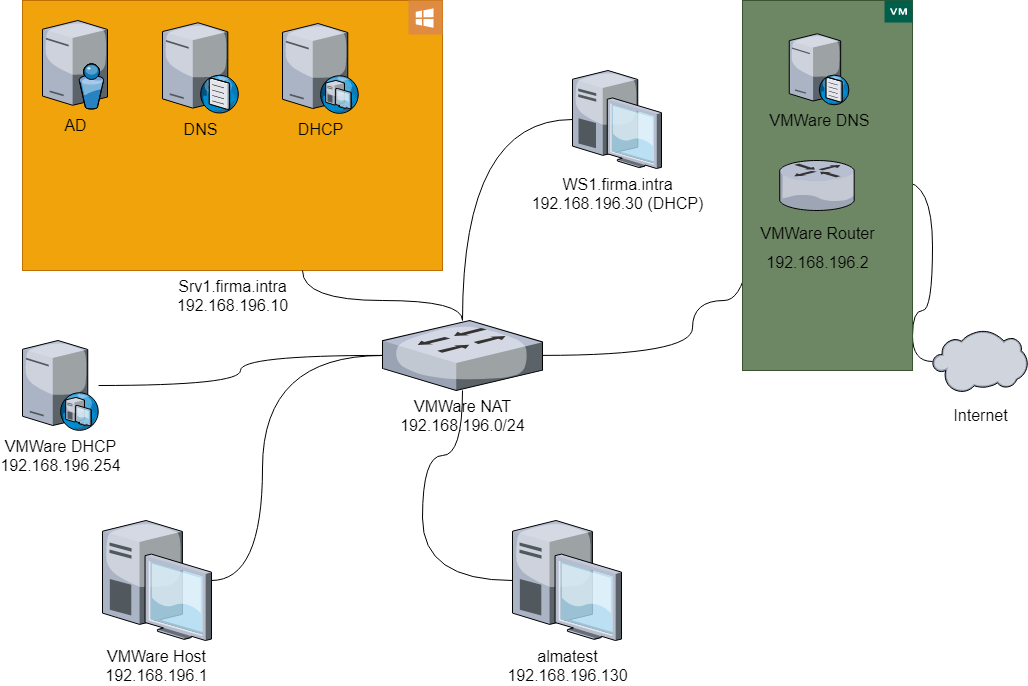 AD
DNS
DHCP
VM
VMWare DNS
VMWare Router
192.168.196.2
WS1.firma.intra
192.168.196.30 (DHCP)
Srv1.firma.intra
192.168.196.10
VMWare NAT
192.168.196.0/24
Internet
VMWare DHCP
192.168.196.254
VMWare Host
192.168.196.1
almatest
192.168.196.130